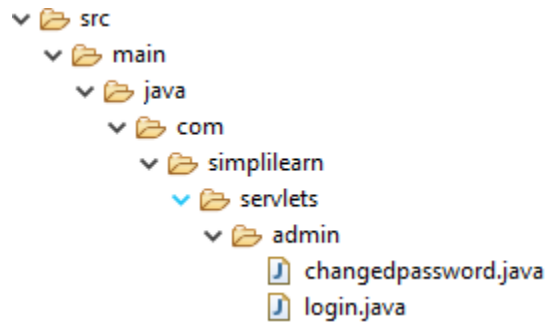 src
main
java
com
simplilearn
servlets
admin
changedpassword.java
login.java